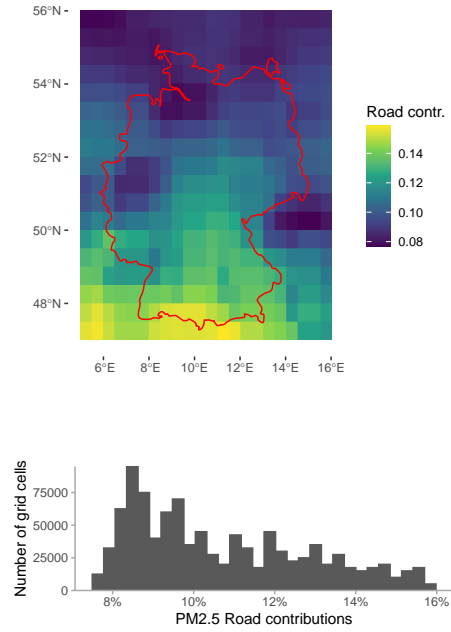 56°N
54°N
52°N
50°N
48°N
6°E 8°E 10°E 12°E 14°E 16°E
Road contr.
0.14
0.12
0.10
0.08
Number of grid cells
75000
50000
25000
0
8% 10% 12% 14% 16%
PM2.5 Road contributions